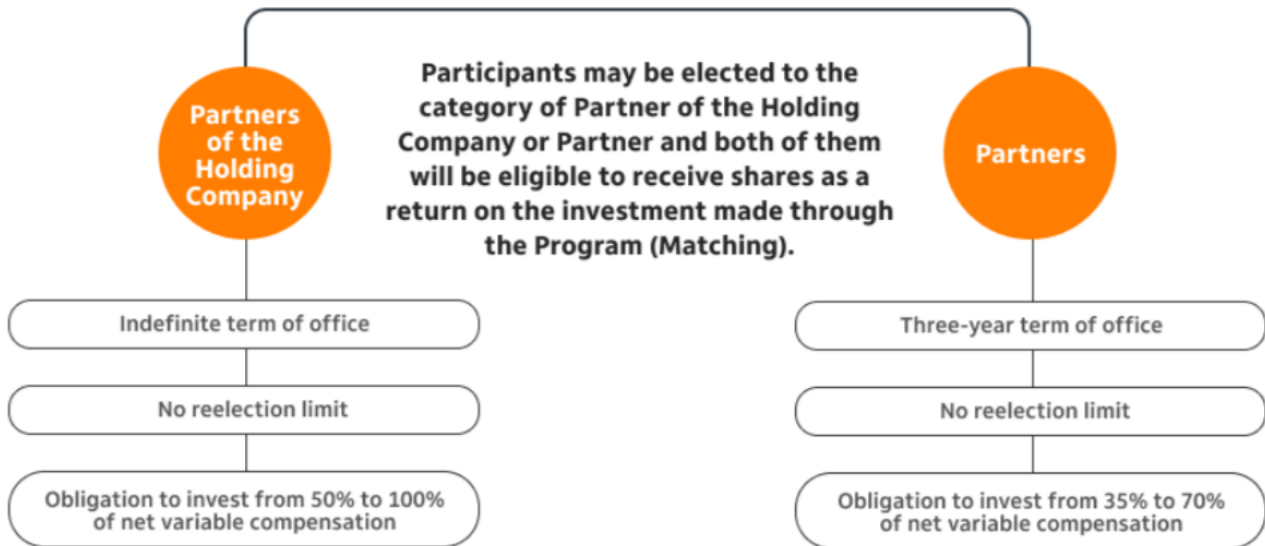 Partners
of the
Holding
Company
Participants may be elected to the
category of Partner of the Holding
Company or Partner and both of them
will be eligible to receive shares as a
return on the investment made through
the Program (Matching).
Partners
Indefinite term of office
No reelection limit
Obligation to invest from 50% to 100%
of net variable compensation
Three-year term of office
No reelection limit
Obligation to invest from 35% to 70%
of net variable compensation